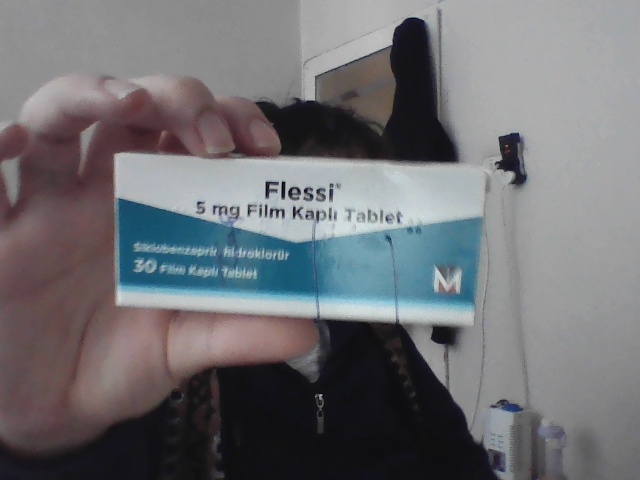 Flessi®
5 mg Film Kaplı Tablet
Siklobenzaprin hidroklorür
30 Film Kaplı Tablet
M